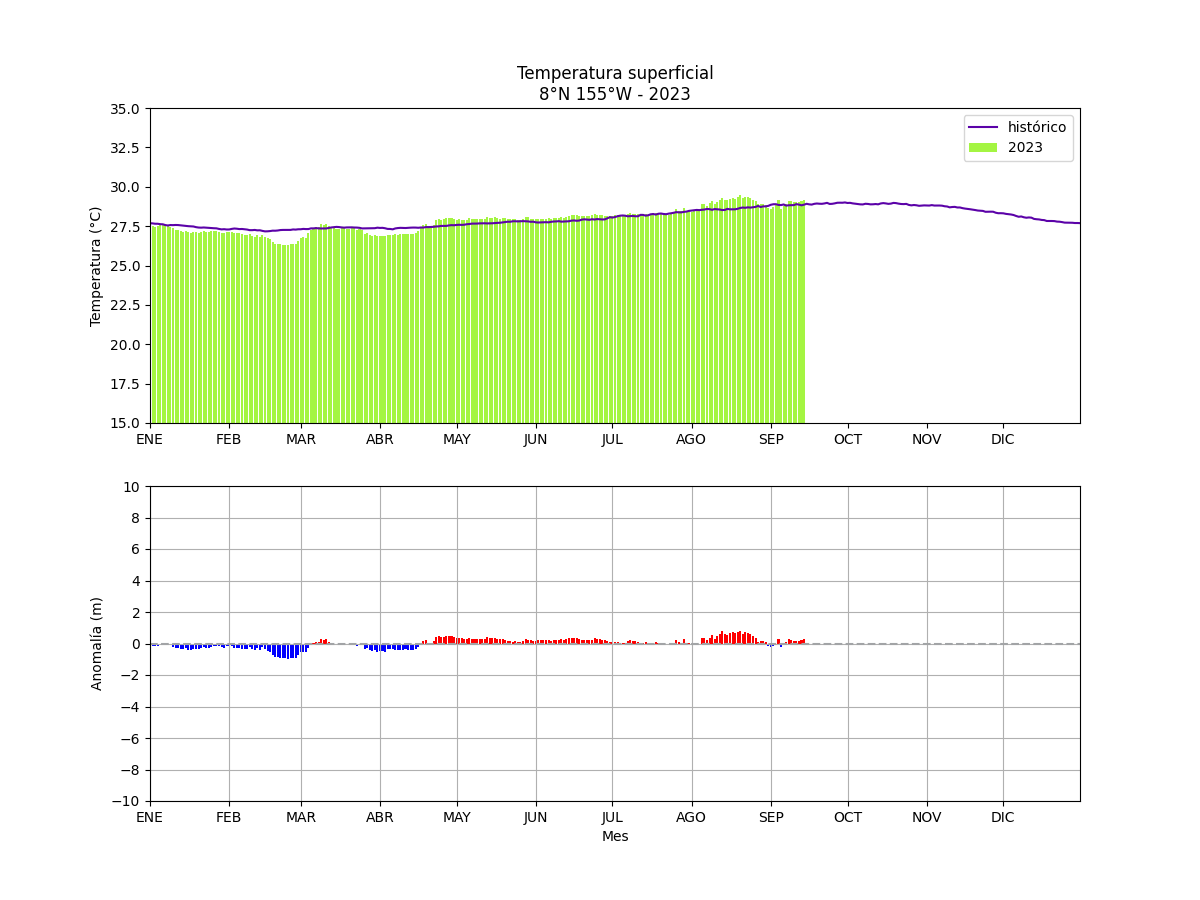 Temperatura superficial
8°N 155°W - 2023
Temperatura (°C)
35.0
32.5
30.0
27.5
25.0
22.5
20.0
17.5
15.0
histórico
2023
ENE FEB MAR ABR MAY JUN JUL AGO SEP OCT NOV DIC
Anomalía (m)
10
8
6
4
2
0
−2
−4
−6
−8
−10
ENE FEB MAR ABR MAY JUN JUL AGO SEP OCT NOV DIC
Mes